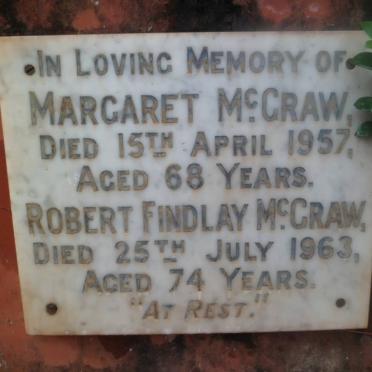 In Loving Memory of
Margaret McGraw,
Died 15th April 1957,
Aged 68 Years.
Robert Findlay McGraw,
Died 25th July 1963,
Aged 74 Years.
"At Rest."